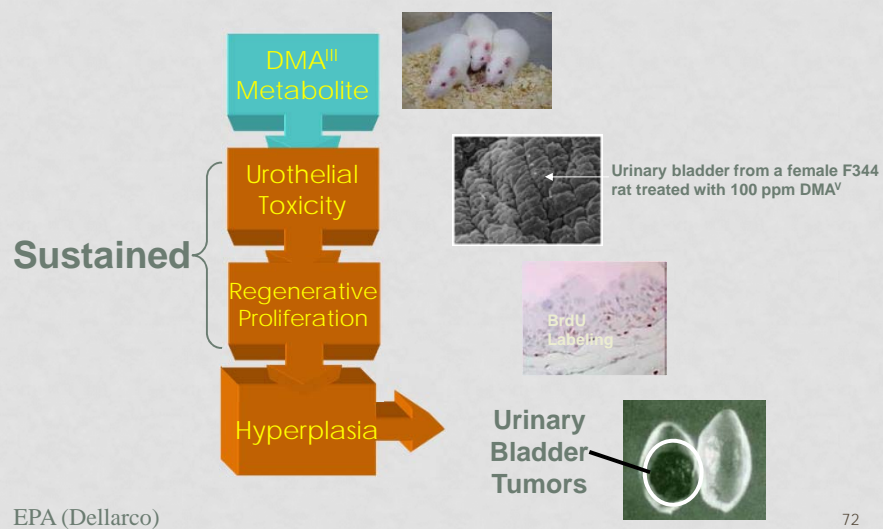 DMAᴵᴵᴵ
Metabolite
Urothelial
Toxicity
Urinary bladder from a female F344
rat treated with 100 ppm DMAⱽ
Sustained
Regenerative
Proliferation
BrdU
Labeling
Hyperplasia
Urinary
Bladder
Tumors
EPA (Dellarco)
72